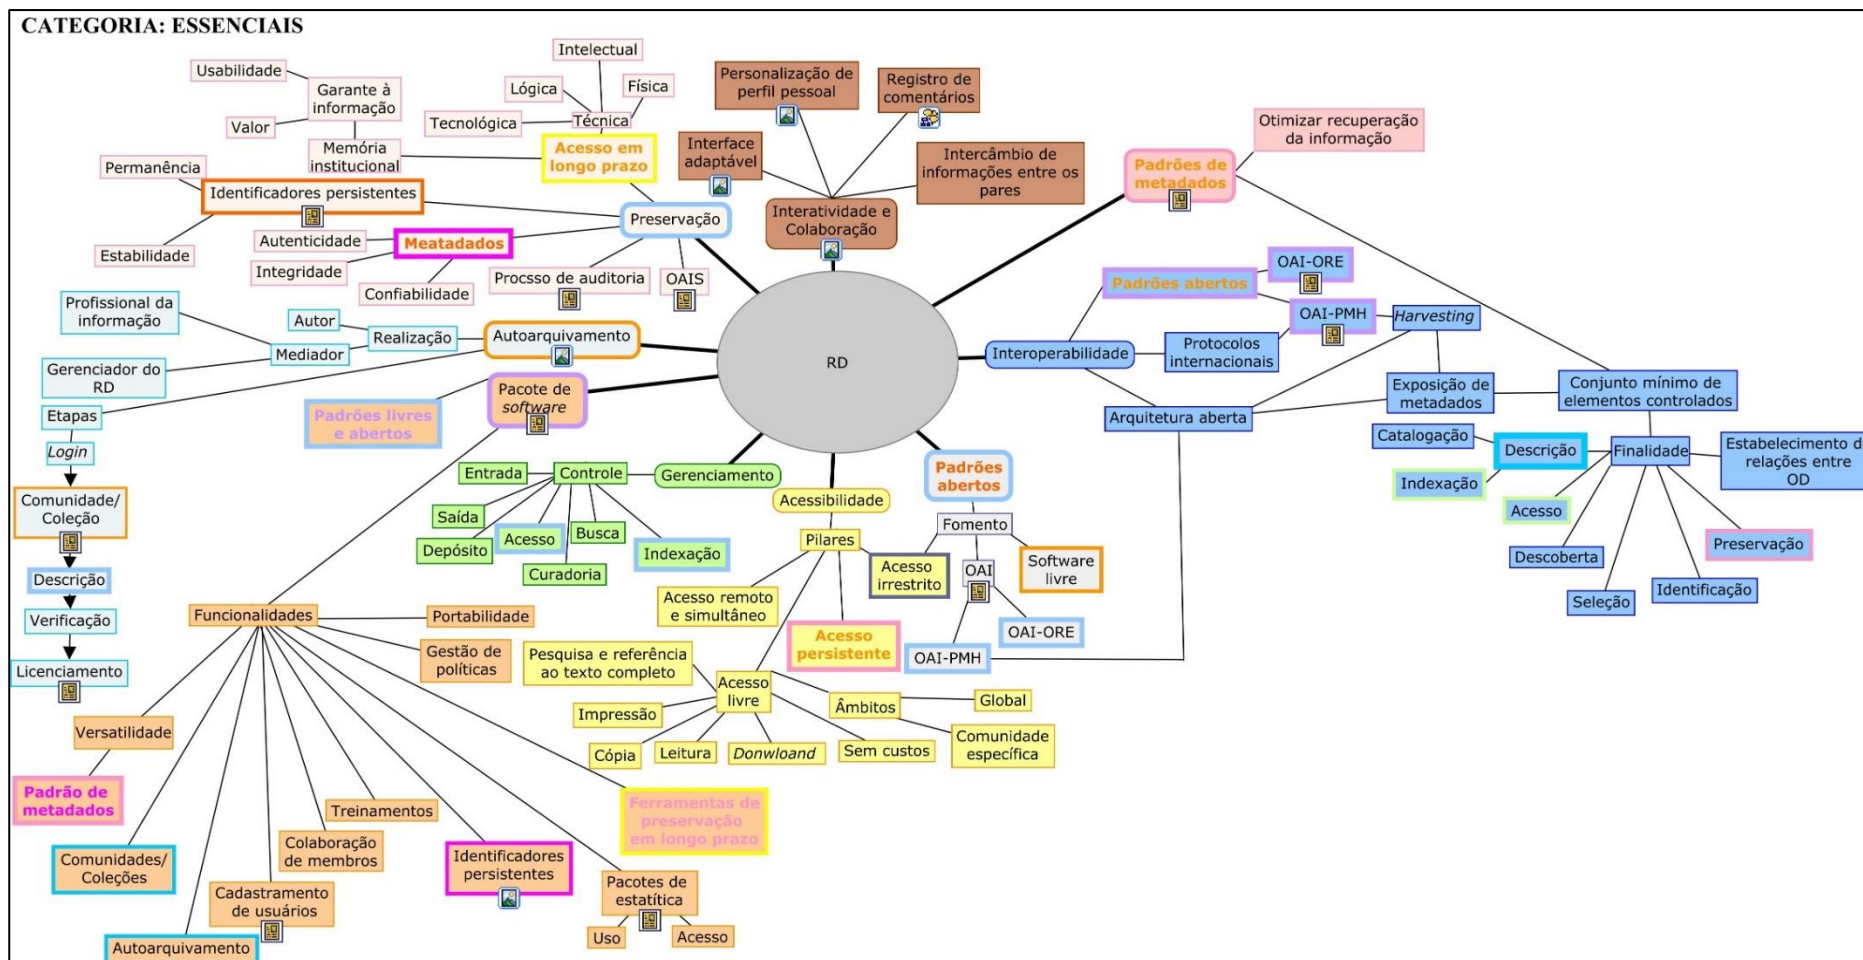 CATEGORIA: ESSENCIAIS
Usabilidade
Garante à
informação
Valor
Memória
institucional
Intelectual
Lógica
Física
Tecnológica
Técnica
Acesso em
longo prazo
Permanência
Identificadores persistentes
Estabilidade
Autenticidade
Meatadados
Integridade
Confiabilidade
Preservação
Procsso de auditoria
OAIS
Personalização de
perfil pessoal
Registro de
comentários
Interface
adaptável
Intercâmbio de
informações entre os
pares
Interatividade e
Colaboração
Otimizar recuperação
da informação
Padrões de
metadados
Profissional da
informação
Autor
Realização
Mediador
Gerenciador do
RD
Autoarquivamento
Etapas
Login
Comunidade/
Coleção
Descrição
Verificação
Licenciamento
RD
Padrões abertos
OAI-ORE
OAI-PMH
Harvesting
Interoperabilidade
Protocolos
internacionais
Exposição de
metadados
Conjunto mínimo de
elementos controlados
Arquitetura aberta
Catalogação
Descrição
Finalidade
Estabelecimento d
relações entre
OD
Indexação
Acesso
Descoberta
Seleção
Identificação
Preservação
Pacote de
software
Padrões livres
e abertos
Entrada
Controle
Gerenciamento
Saída
Depósito
Acesso
Busca
Curadoria
Indexação
Acessibilidade
Pilares
Acesso remoto
e simultâneo
Acesso
irrestrito
Acesso
persistente
Pesquisa e referência
ao texto completo
Acesso
livre
Impressão
Cópia
Leitura
Donwloand
Sem custos
Âmbitos
Global
Comunidade
específica
Padrões
abertos
Fomento
OAI
Software
livre
OAI-ORE
OAI-PMH
Funcionalidades
Portabilidade
Gestão de
políticas
Versatilidade
Padrão de
metadados
Comunidades/
Coleções
Autoarquivamento
Cadastramento
de usuários
Colaboração
de membros
Treinamentos
Identificadores
persistentes
Ferramentas de
preservação
em longo prazo
Pacotes de
estatítica
Uso
Acesso